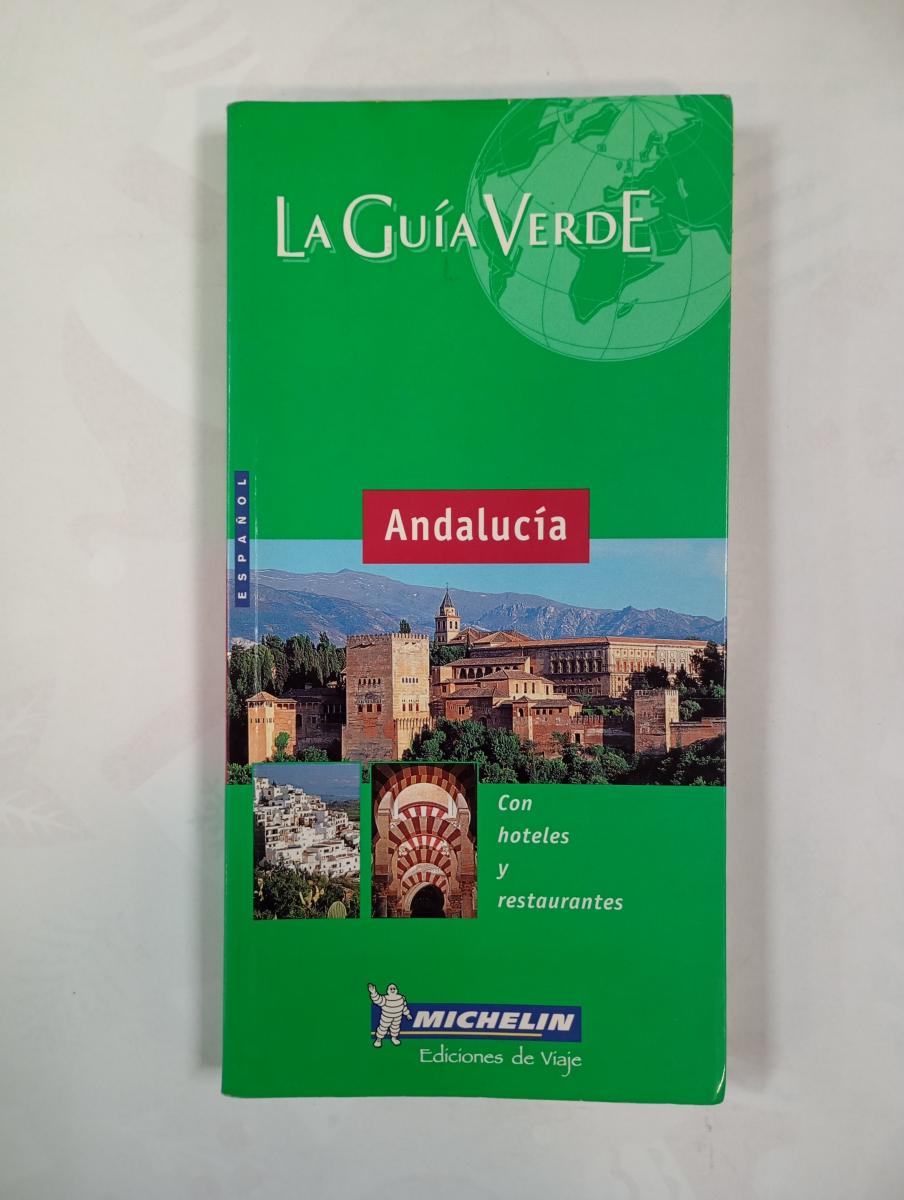 LA GUÍA VERDE
ESPAÑOL
Andalucía
Con
hoteles
y
restaurantes
MICHELIN
Ediciones de Viaje